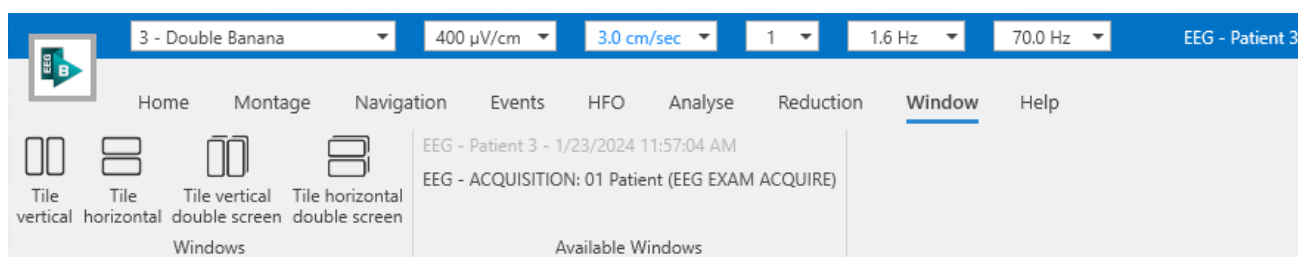 3 - Double Banana 400 µV/cm 3.0 cm/sec 1 1.6 Hz 70.0 Hz EEG - Patient 3
EEG B
Home Montage Navigation Events HFO Analyse Reduction Window Help
Tile vertical
Tile horizontal
Tile vertical double screen
Tile horizontal double screen
Windows
EEG - Patient 3 - 1/23/2024 11:57:04 AM
EEG - ACQUISITION: 01 Patient (EEG EXAM ACQUIRE)
Available Windows